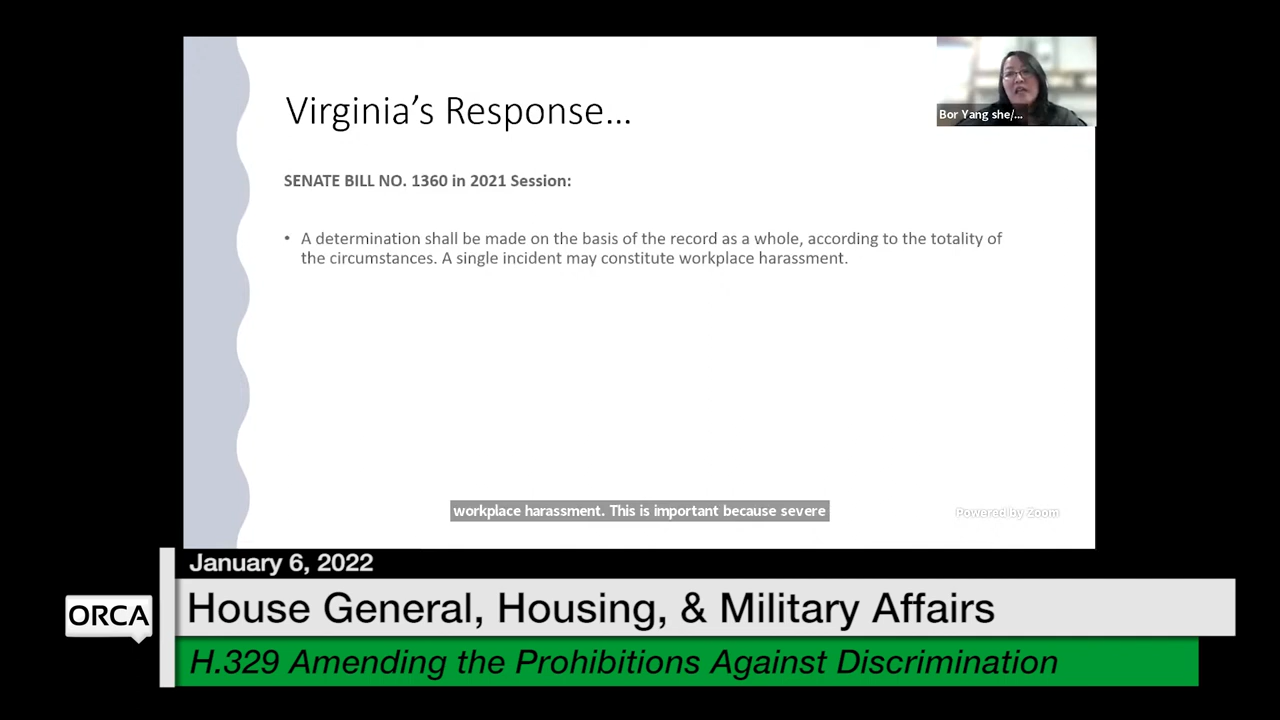 Virginia's Response...
Bor Yang she/...
SENATE BILL NO. 1360 in 2021 Session:
• A determination shall be made on the basis of the record as a whole, according to the totality of
the circumstances. A single incident may constitute workplace harassment.
workplace harassment. This is important because severe
Powered by Zoom
January 6, 2022
ORCA
House General, Housing, & Military Affairs
H.329 Amending the Prohibitions Against Discrimination